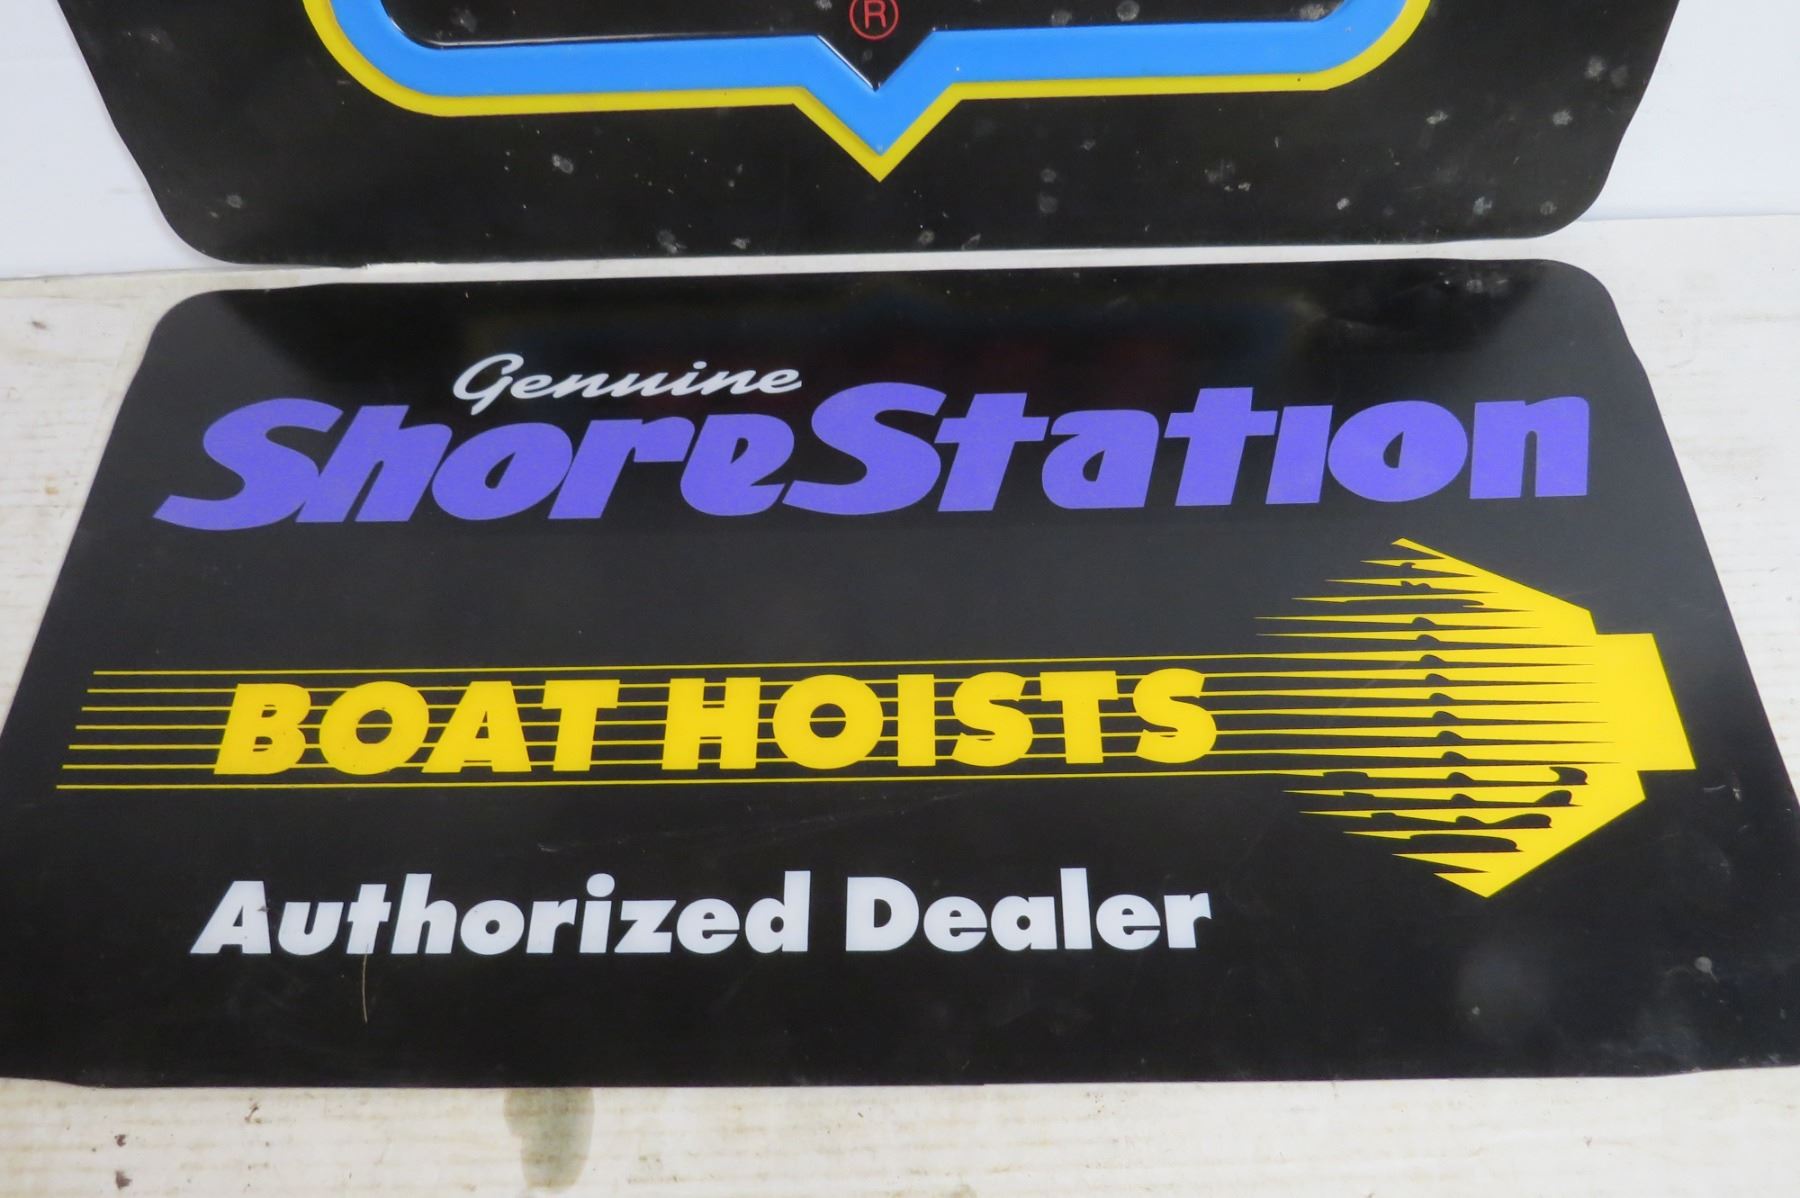 ®
Genuine
ShoreStation
BOAT HOISTS
Authorized Dealer